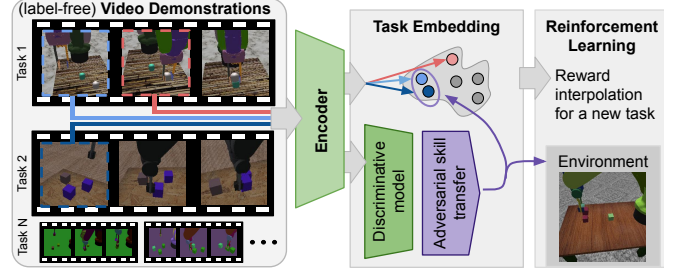 (label-free) Video Demonstrations
Task 1
Task 2
Task N
Encoder
Task Embedding
Discriminative
model
Adversarial skill
transfer
Reinforcement
Learning
Reward
interpolation
for a new task
Environment